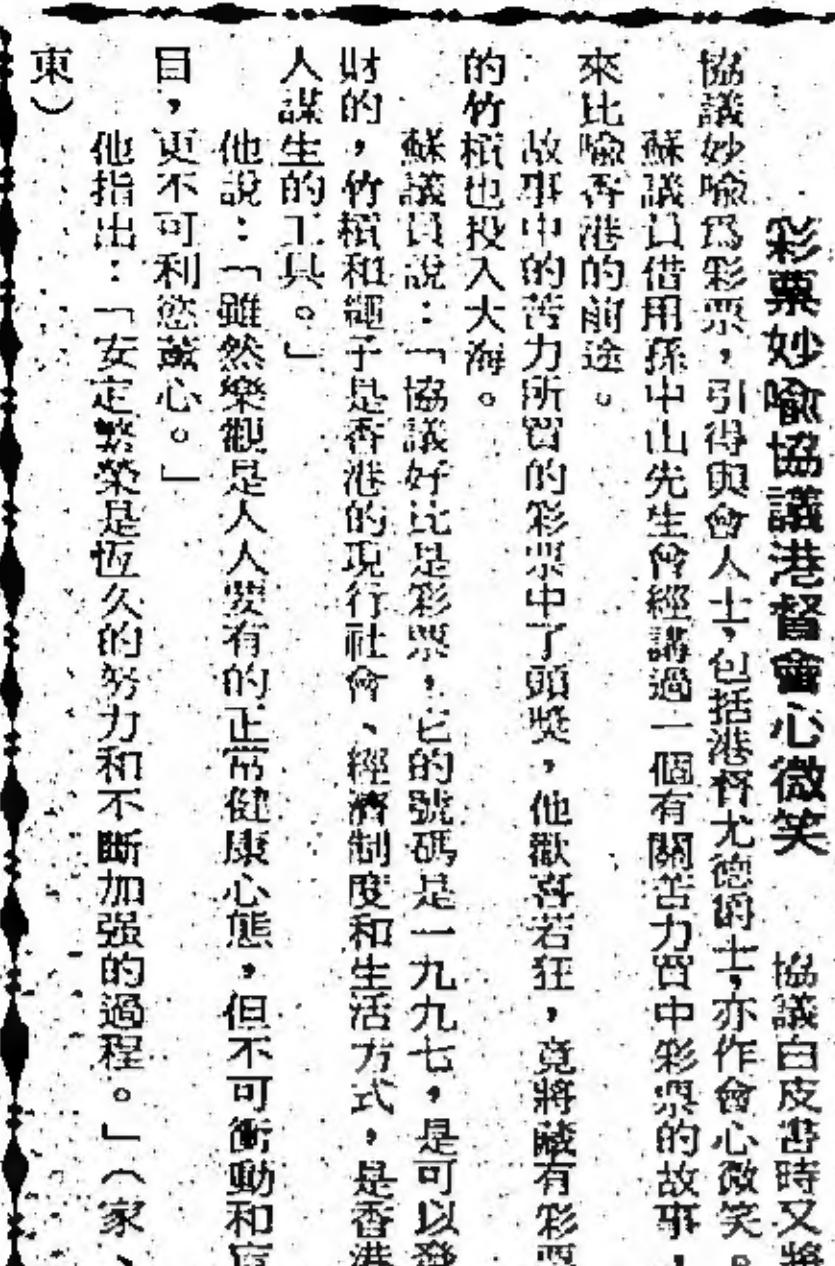 彩票妙喻協議港督會心微笑　協議白皮書時又將
協議妙喻爲彩票，引得與會人士，包括港督尤德爵士，亦作會心微笑。
蘇議員借用孫中山先生曾經講過一個有關苦力買中彩票的故事，
來比喻香港的前途。
故事中的苦力所買的彩票中了頭獎，他歡喜若狂，竟將藏有彩票
的竹槓也投入大海。
蘇議員說：「協議好比是彩票，它的號碼是一九九七，是可以發
財的，竹槓和繩子是香港的現行社會、經濟制度和生活方式，是香港
人謀生的工具。」
他說：「雖然樂觀是人人要有的正常健康心態，但不可衝動和盲
目，更不可利慾薰心。」
他指出：「安定繁榮是恆久的努力和不斷加强的過程。」（家、
東）